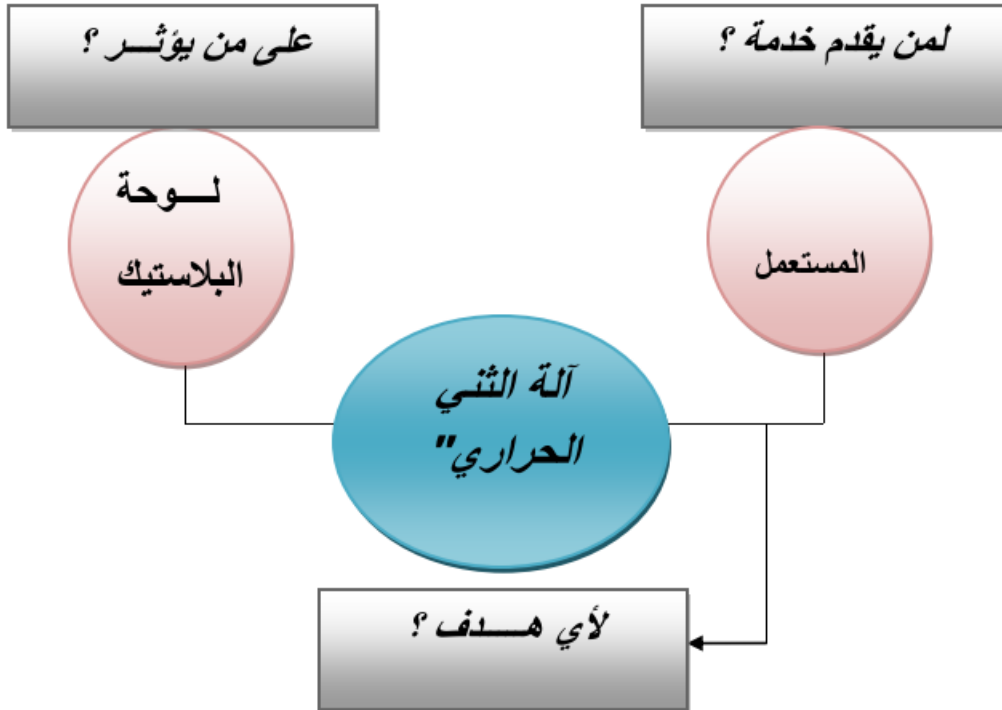 لمن يقدم خدمة ؟
على من يؤثـــر ؟
المستعمل
لـــوحة
البلاستيك
آلة الثني
الحراري"
لأي هـــدف ؟